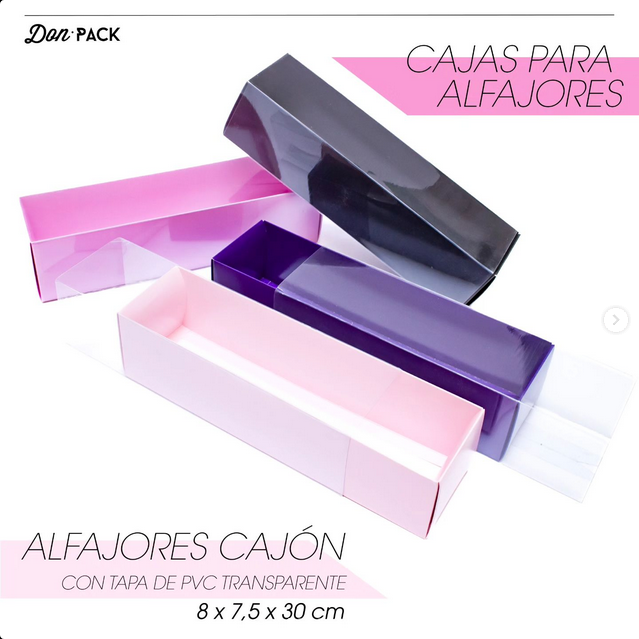 Don·PACK
CAJAS PARA
ALFAJORES
ALFAJORES CAJÓN
CON TAPA DE PVC TRANSPARENTE
8 x 7,5 x 30 cm